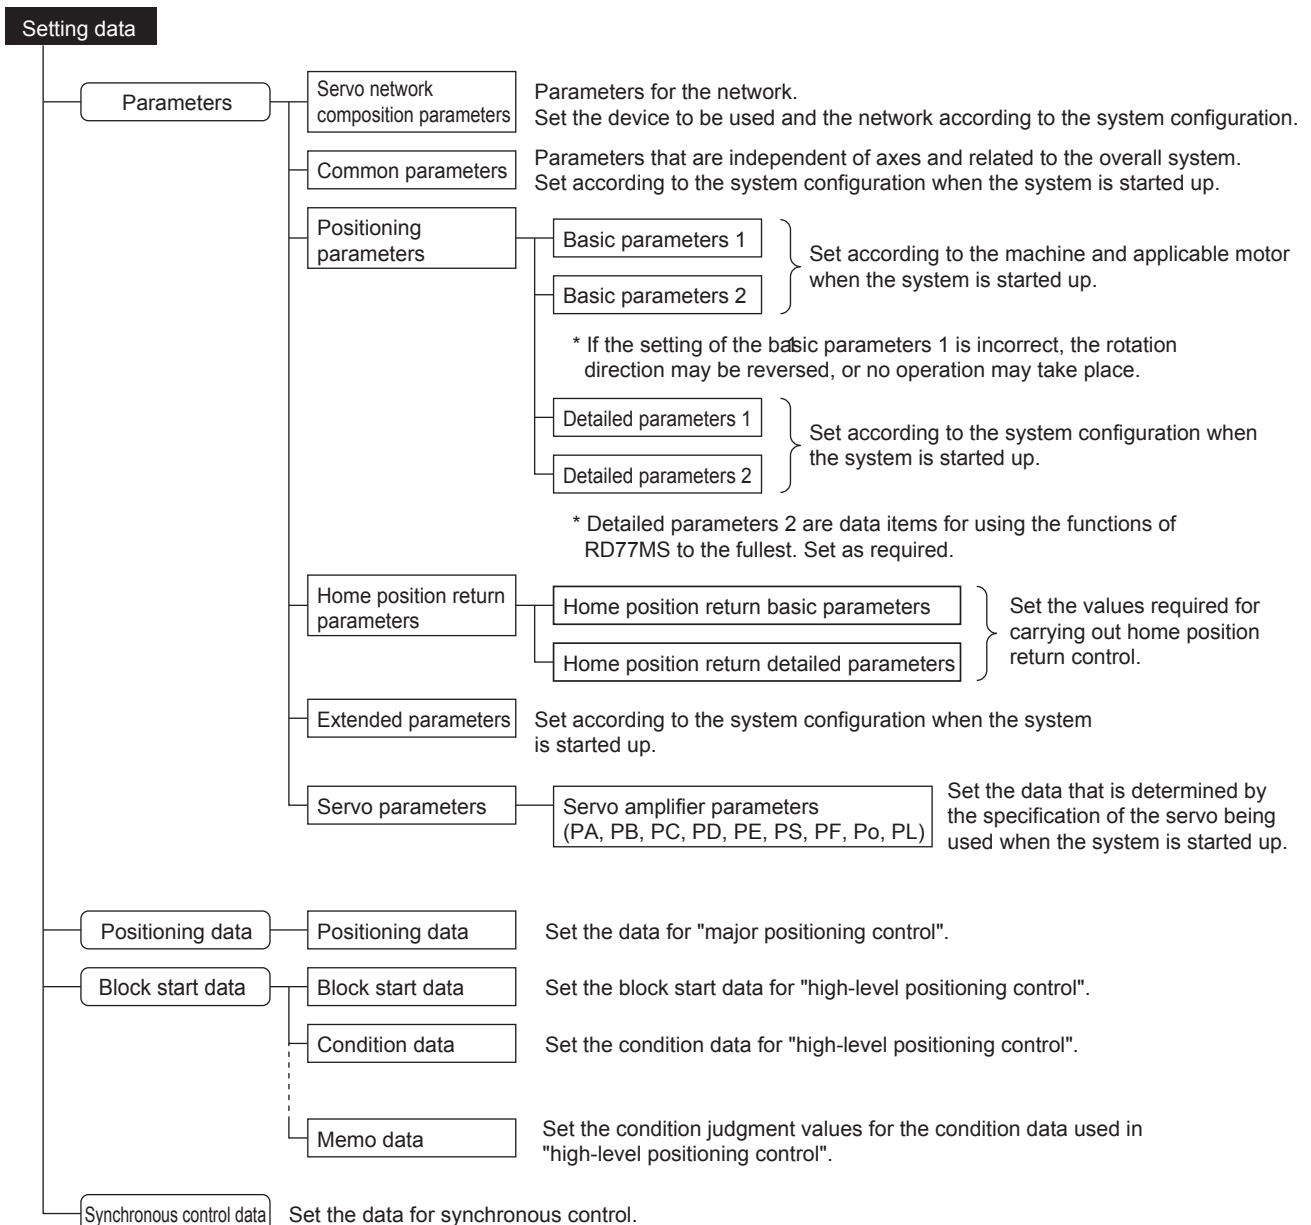 Setting data
Parameters
Servo network
composition parameters
Parameters for the network.
Set the device to be used and the network according to the system configuration.
Common parameters
Parameters that are independent of axes and related to the overall system.
Set according to the system configuration when the system is started up.
Positioning
parameters
Basic parameters 1
Basic parameters 2
Set according to the machine and applicable motor
when the system is started up.
* If the setting of the basic parameters 1 is incorrect, the rotation
direction may be reversed, or no operation may take place.
Detailed parameters 1
Detailed parameters 2
Set according to the system configuration when
the system is started up.
* Detailed parameters 2 are data items for using the functions of
RD77MS to the fullest. Set as required.
Home position return
parameters
Home position return basic parameters
Home position return detailed parameters
Set the values required for
carrying out home position
return control.
Extended parameters
Set according to the system configuration when the system
is started up.
Servo parameters
Servo amplifier parameters
(PA, PB, PC, PD, PE, PS, PF, Po, PL)
Set the data that is determined by
the specification of the servo being
used when the system is started up.
Positioning data
Positioning data
Set the data for "major positioning control".
Block start data
Block start data
Set the block start data for "high-level positioning control".
Condition data
Set the condition data for "high-level positioning control".
Memo data
Set the condition judgment values for the condition data used in
"high-level positioning control".
Synchronous control data
Set the data for synchronous control.